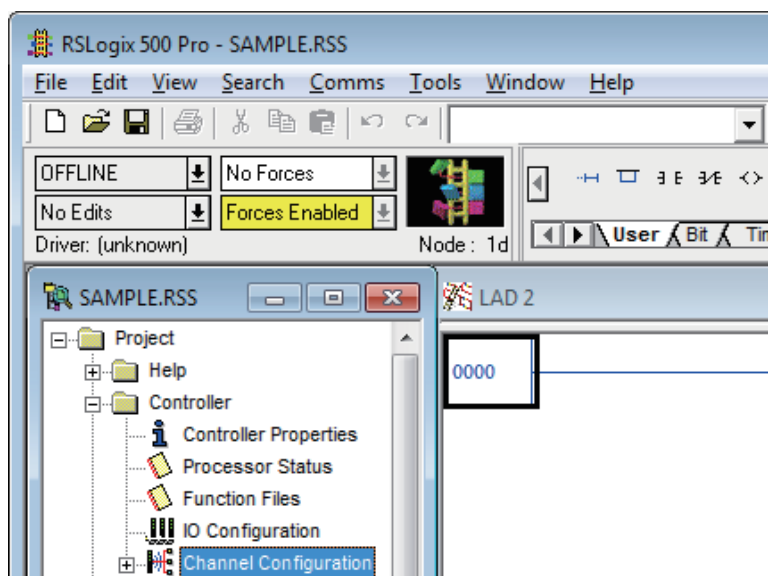 RSLogix 500 Pro - SAMPLE.RSS
File Edit View Search Comms Tools Window Help
OFFLINE No Forces
No Edits Forces Enabled
Driver: (unknown) Node : 1d
User Bit
SAMPLE.RSS
LAD 2
Project
Help
Controller
Controller Properties
Processor Status
Function Files
IO Configuration
Channel Configuration
0000